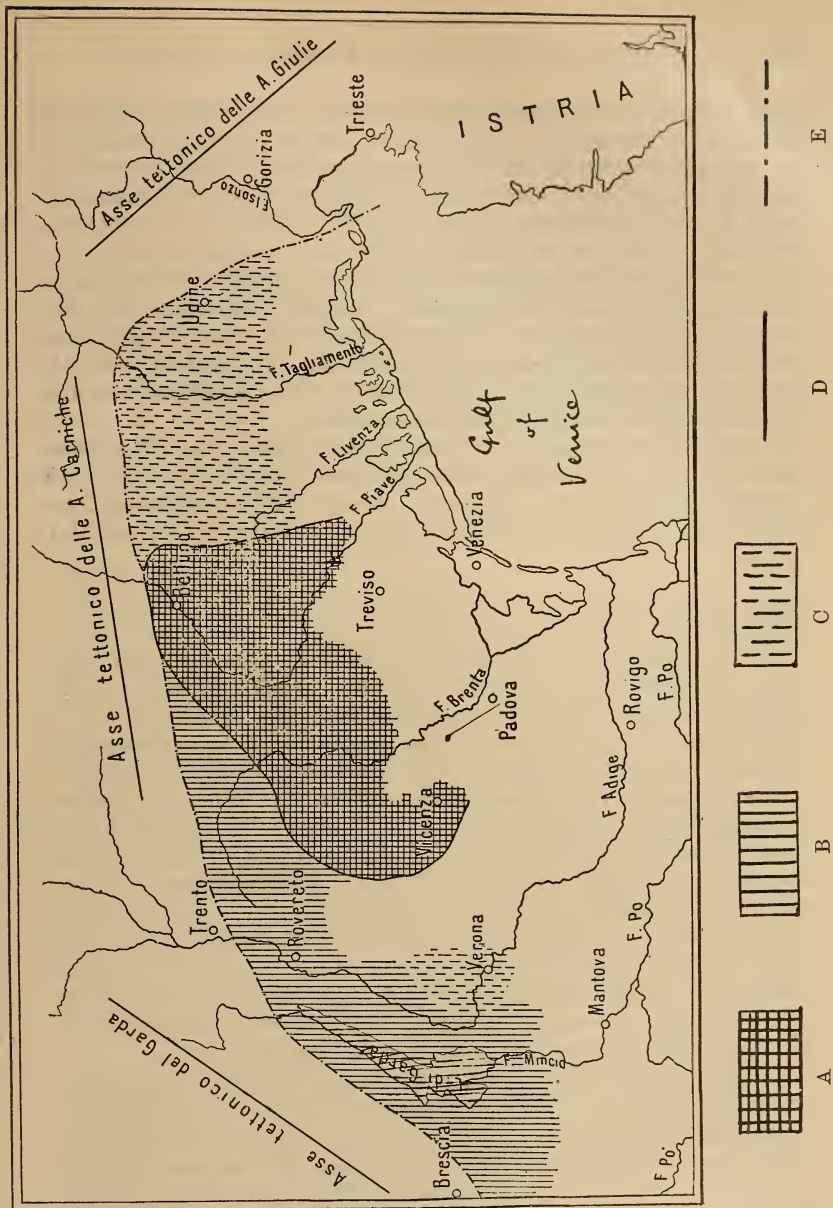 Asse tettonico del Garda
Asse tettonico delle A. Carniche
Asse tettonico delle A. Giulie
Trento
Belluno
Udine
F. Isonzo
Gorizia
Rovereto
F. Tagliamento
Trieste
L. di Garda
F. Livenza
F. Piave
ISTRIA
Brescia
Verona
Vicenza
Treviso
F. Brenta
Venezia
Gulf
of
Venice
Padova
F. Mincio
Mantova
F. Adige
Rovigo
F. Po
F. Po
F. Po
A
B
C
D
E